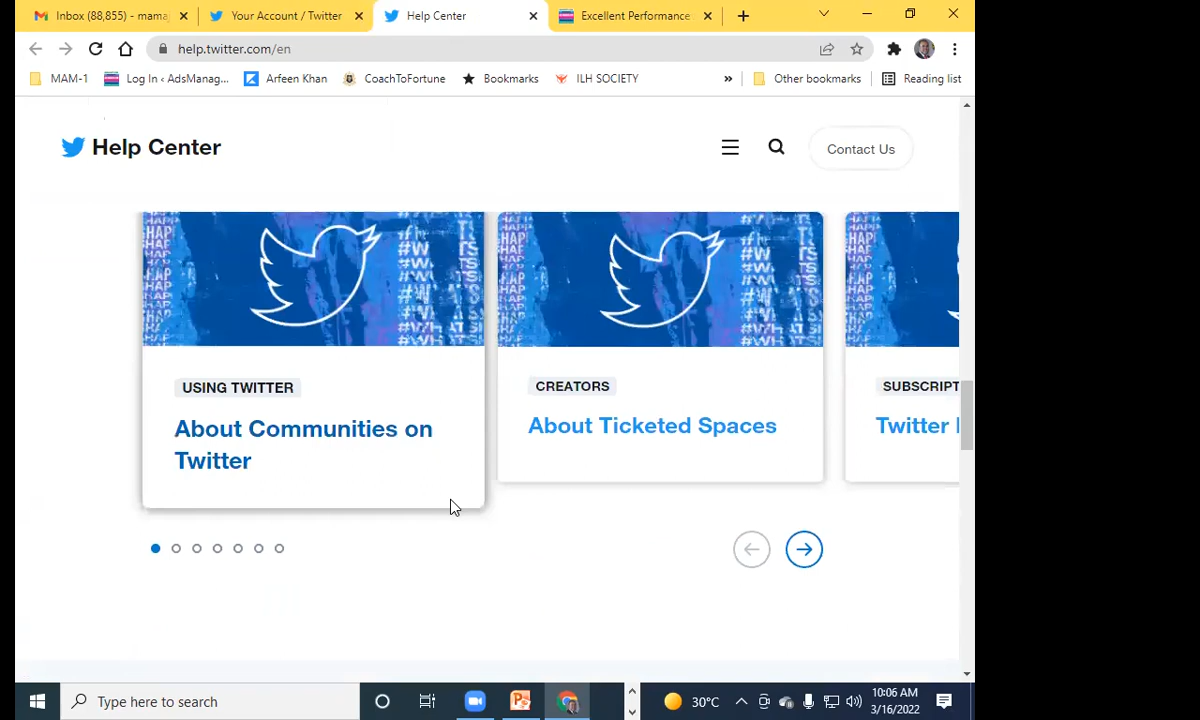 Inbox (88,855) - mamaj
Your Account / Twitter
Help Center
Excellent Performance
help.twitter.com/en
MAM-1
Log In ‹ AdsManag...
Arfeen Khan
CoachToFortune
Bookmarks
ILH SOCIETY
»
Other bookmarks
Reading list
Help Center
Contact Us
USING TWITTER
About Communities on
Twitter
CREATORS
About Ticketed Spaces
SUBSCRIPT
Twitter
Type here to search
30°C
10:06 AM
3/16/2022